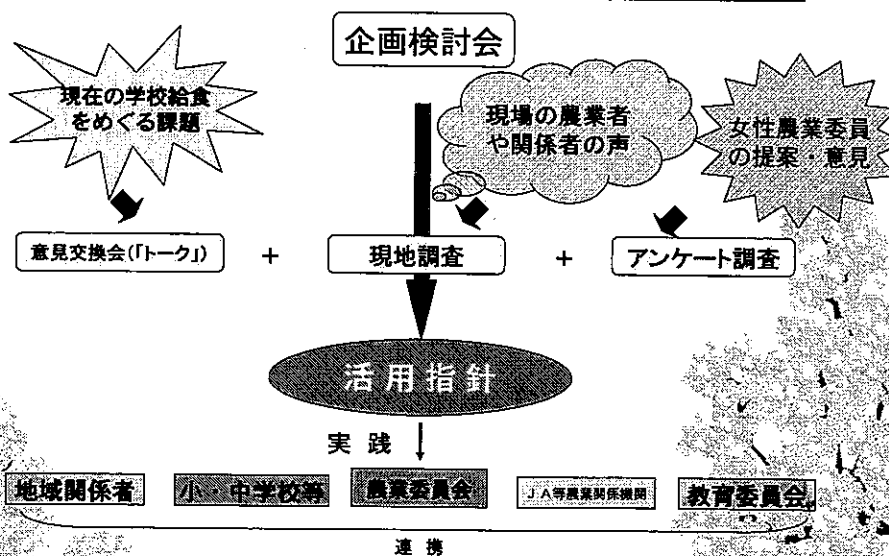 企画検討会
現在の学校給食
をめぐる課題
現場の農業者
や関係者の声
女性農業委員
の提案・意見
意見交換会(「トーク」)
+
現地調査
+
アンケート調査
活用指針
実践
地域関係者
小・中学校等
農業委員会
JA等農業関係機関
教育委員会
連携